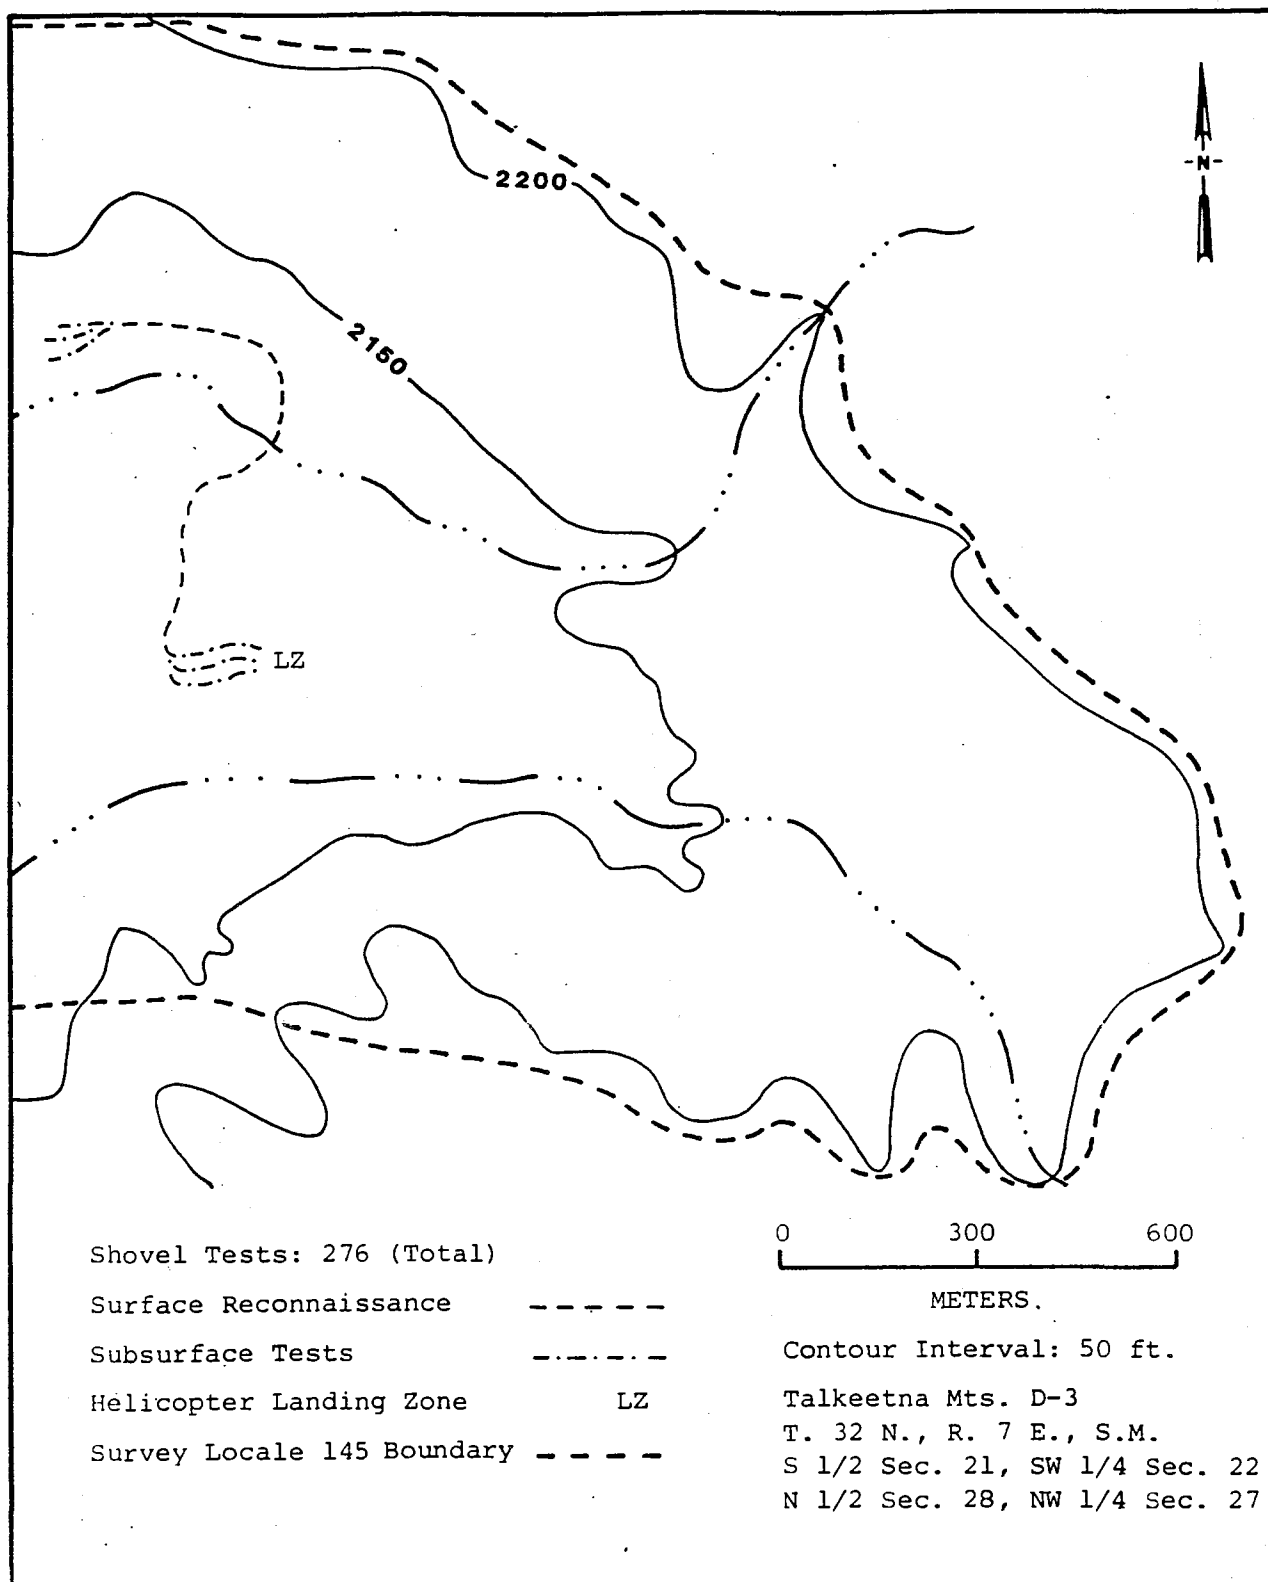 N
2200
2150
LZ
Shovel Tests: 276 (Total)
Surface Reconnaissance
Subsurface Tests
Helicopter Landing Zone LZ
Survey Locale 145 Boundary
0 300 600
METERS.
Contour Interval: 50 ft.
Talkeetna Mts. D-3
T. 32 N., R. 7 E., S.M.
S 1/2 Sec. 21, SW 1/4 Sec. 22
N 1/2 Sec. 28, NW 1/4 Sec. 27